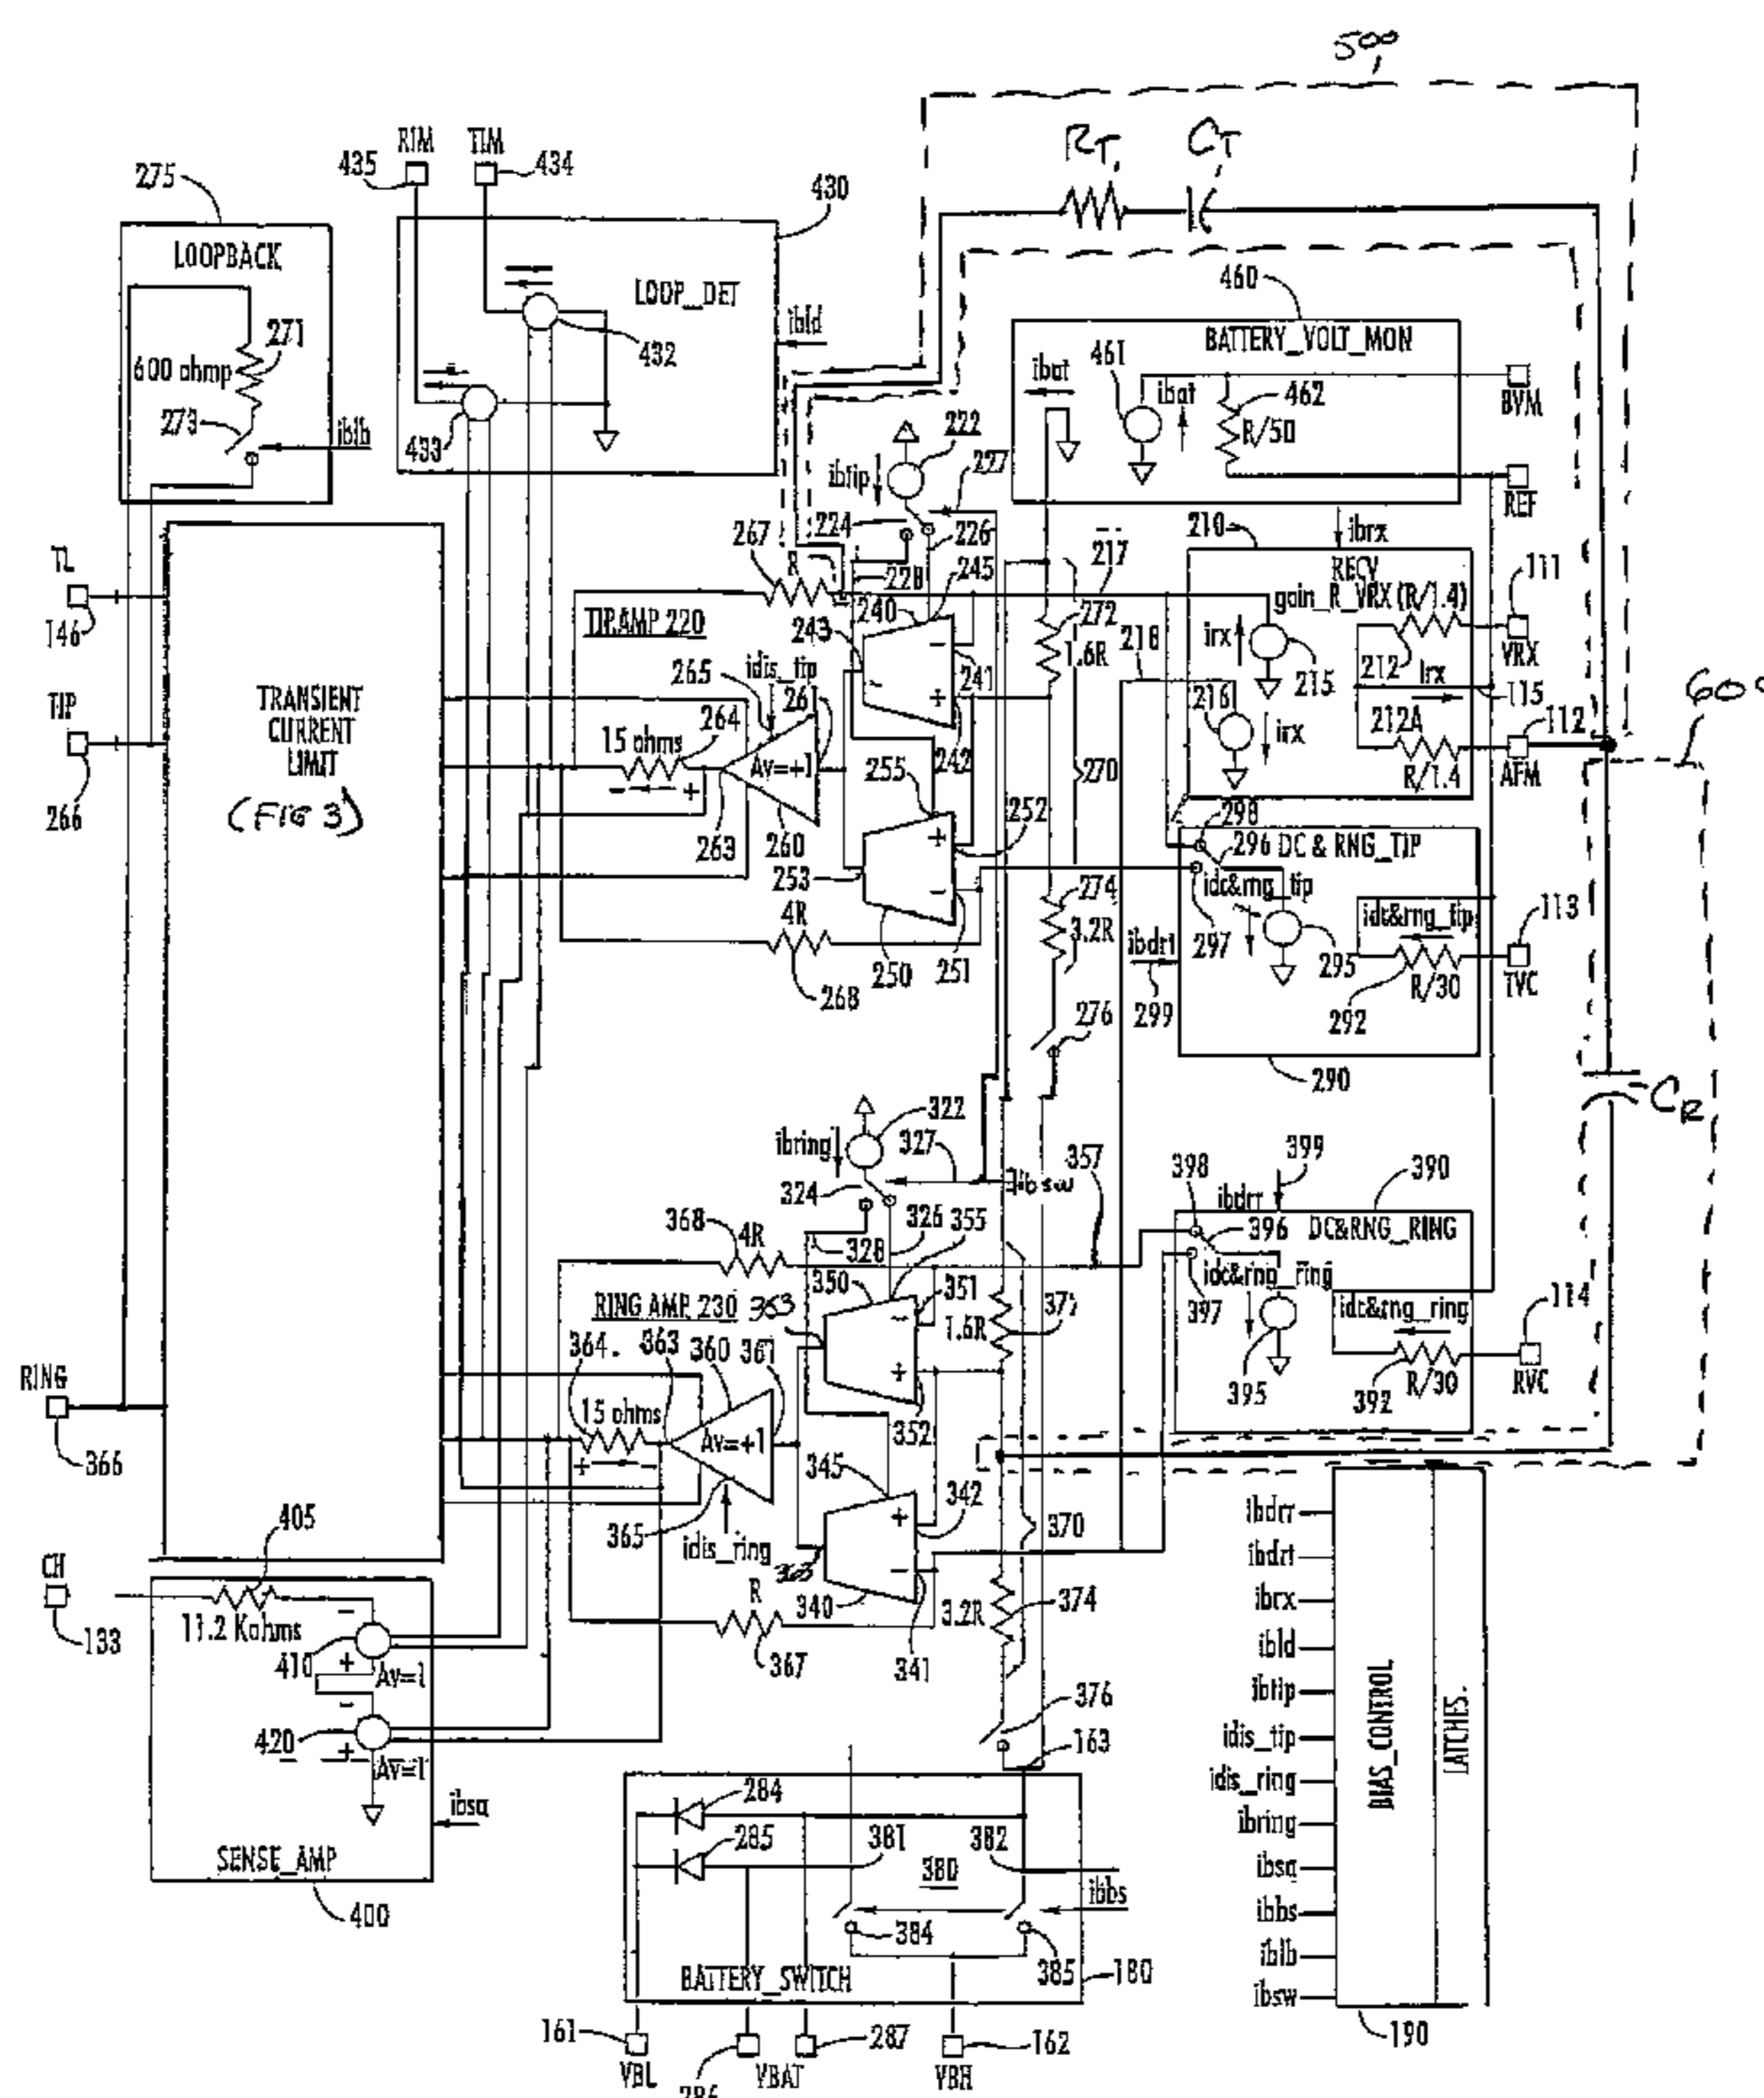 500
RT
CT
RIM
TIM
435
434
275
430
LOOPBACK
LOOP_DET
460
BATTERY_VOLT_MON
271
600 ohmp
432
ibld
461
ibat
ibat
462
R/50
BVM
273
iblb
433
222
ibtip
227
REF
224
226
210
ibrx
TL
267
R
228
245
217
RECV
111
146
TIP AMP 220
240
243
272
gain_R_VRX (R/1.4)
irx
VRX
265
idis_tip
241
1.6R
218
212
Irx
115
600
TIP
TRANSIENT
CURRENT
LIMIT
(FIG 3)
264
261
215
216
irx
212A
112
15 ohms
Av=+1
242
270
R/1.4
AFM
266
- +
255
252
298
263
260
253
296
DC & RNG_TIP
idc&rng_tip
274
idc&rng_tip
113
4R
3.2R
ibdrt
297
295
R/30
TVC
268
250
251
299
292
276
290
CR
322
ibring
327
ibsw
357
398
399
390
324
ibdrr
368
4R
326
355
396
DC&RNG_RING
328
350
351
idc&rng_ring
RING AMP 230
363
397
idc&rng_ring
114
1.6R
372
364
363
360
361
RING
15 ohms
Av=+1
352
395
392
R/30
RVC
366
+ -
345
342
365
idis_ring
370
405
CH
363
R
340
3.2R
374
11.2 Kohms
133
410
Av=1
367
341
420
Av=1
376
163
ibsa
SENSE_AMP
400
284
285
381
382
380
ibbs
384
385
BATTERY_SWITCH
180
161
VBL
286
VBAT
287
VBH
162
ibdrr
ibdrt
ibrx
ibld
ibtip
idis_tip
idis_ring
ibring
ibsa
ibbs
iblb
ibsw
BIAS_CONTROL
LATCHES.
190